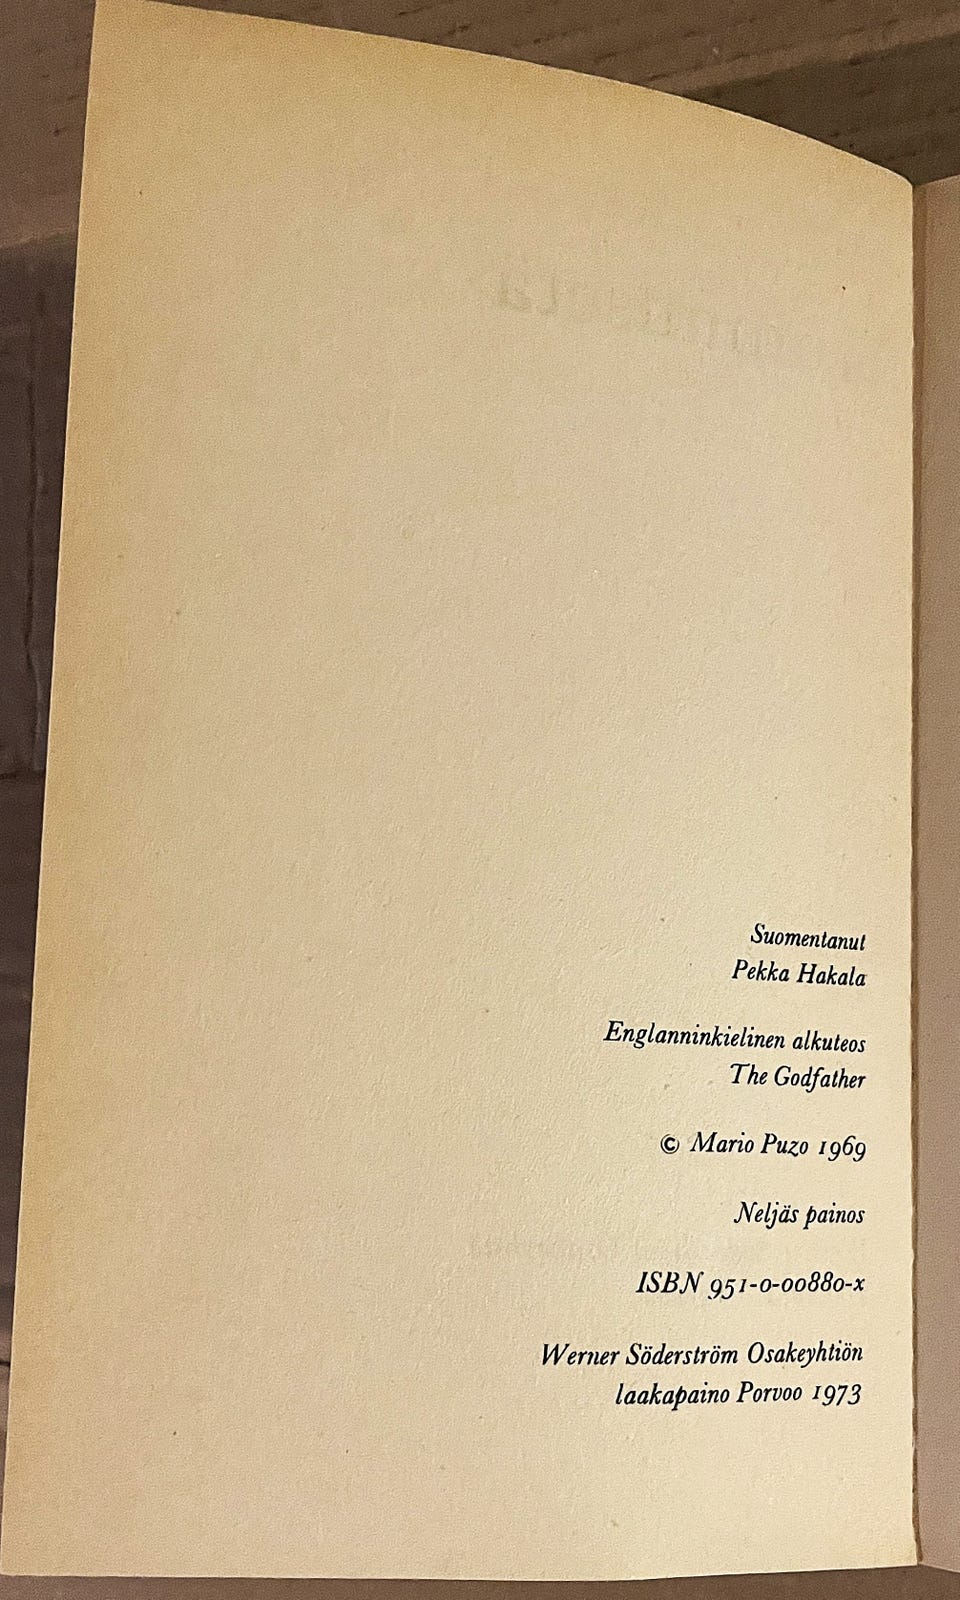 Suomentanut
Pekka Hakala
Englanninkielinen alkuteos
The Godfather
© Mario Puzo 1969
Neljäs painos
ISBN 951-0-00880-x
Werner Söderström Osakeyhtiön
laakapaino Porvoo 1973